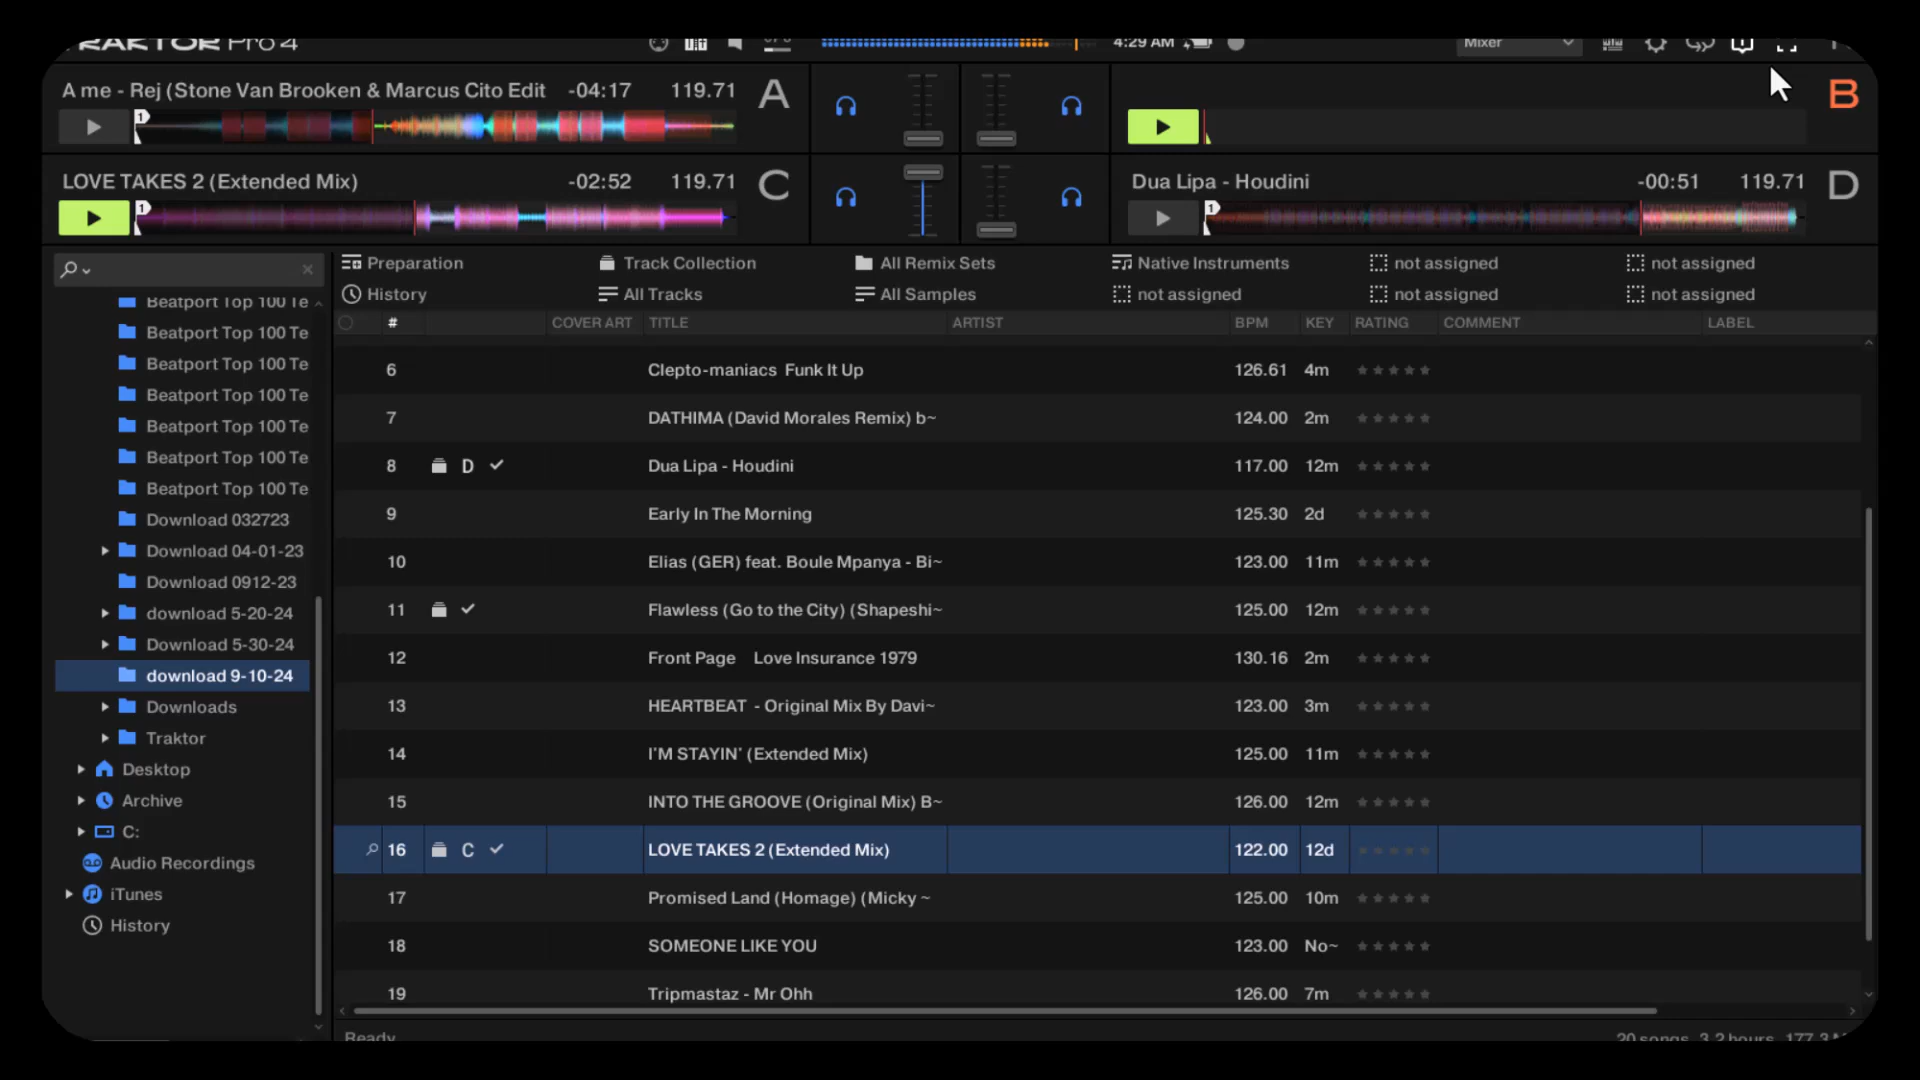 TRAKTOR Pro 4
4:29 AM
Mixer
A me - Rej (Stone Van Brooken & Marcus Cito Edit -04:17 119.71 A
B
1
LOVE TAKES 2 (Extended Mix) -02:52 119.71 C
Dua Lipa - Houdini -00:51 119.71 D
1
1
Preparation Track Collection All Remix Sets Native Instruments not assigned not assigned
History All Tracks All Samples not assigned not assigned not assigned
Beatport Top 100 Te
Beatport Top 100 Te
Beatport Top 100 Te
Beatport Top 100 Te
Beatport Top 100 Te
Beatport Top 100 Te
Beatport Top 100 Te
Download 032723
Download 04-01-23
Download 0912-23
download 5-20-24
Download 5-30-24
download 9-10-24
Downloads
Traktor
Desktop
Archive
C:
Audio Recordings
iTunes
History
# COVER ART TITLE ARTIST BPM KEY RATING COMMENT LABEL
6 Clepto-maniacs Funk It Up 126.61 4m
7 DATHIMA (David Morales Remix) b~ 124.00 2m
8 D Dua Lipa - Houdini 117.00 12m
9 Early In The Morning 125.30 2d
10 Elias (GER) feat. Boule Mpanya - Bi~ 123.00 11m
11 Flawless (Go to the City) (Shapeshi~ 125.00 12m
12 Front Page Love Insurance 1979 130.16 2m
13 HEARTBEAT - Original Mix By Davi~ 123.00 3m
14 I'M STAYIN' (Extended Mix) 125.00 11m
15 INTO THE GROOVE (Original Mix) B~ 126.00 12m
16 C LOVE TAKES 2 (Extended Mix) 122.00 12d
17 Promised Land (Homage) (Micky ~ 125.00 10m
18 SOMEONE LIKE YOU 123.00 No~
19 Tripmastaz - Mr Ohh 126.00 7m
Ready
20 songs, 3.2 hours, 177.3